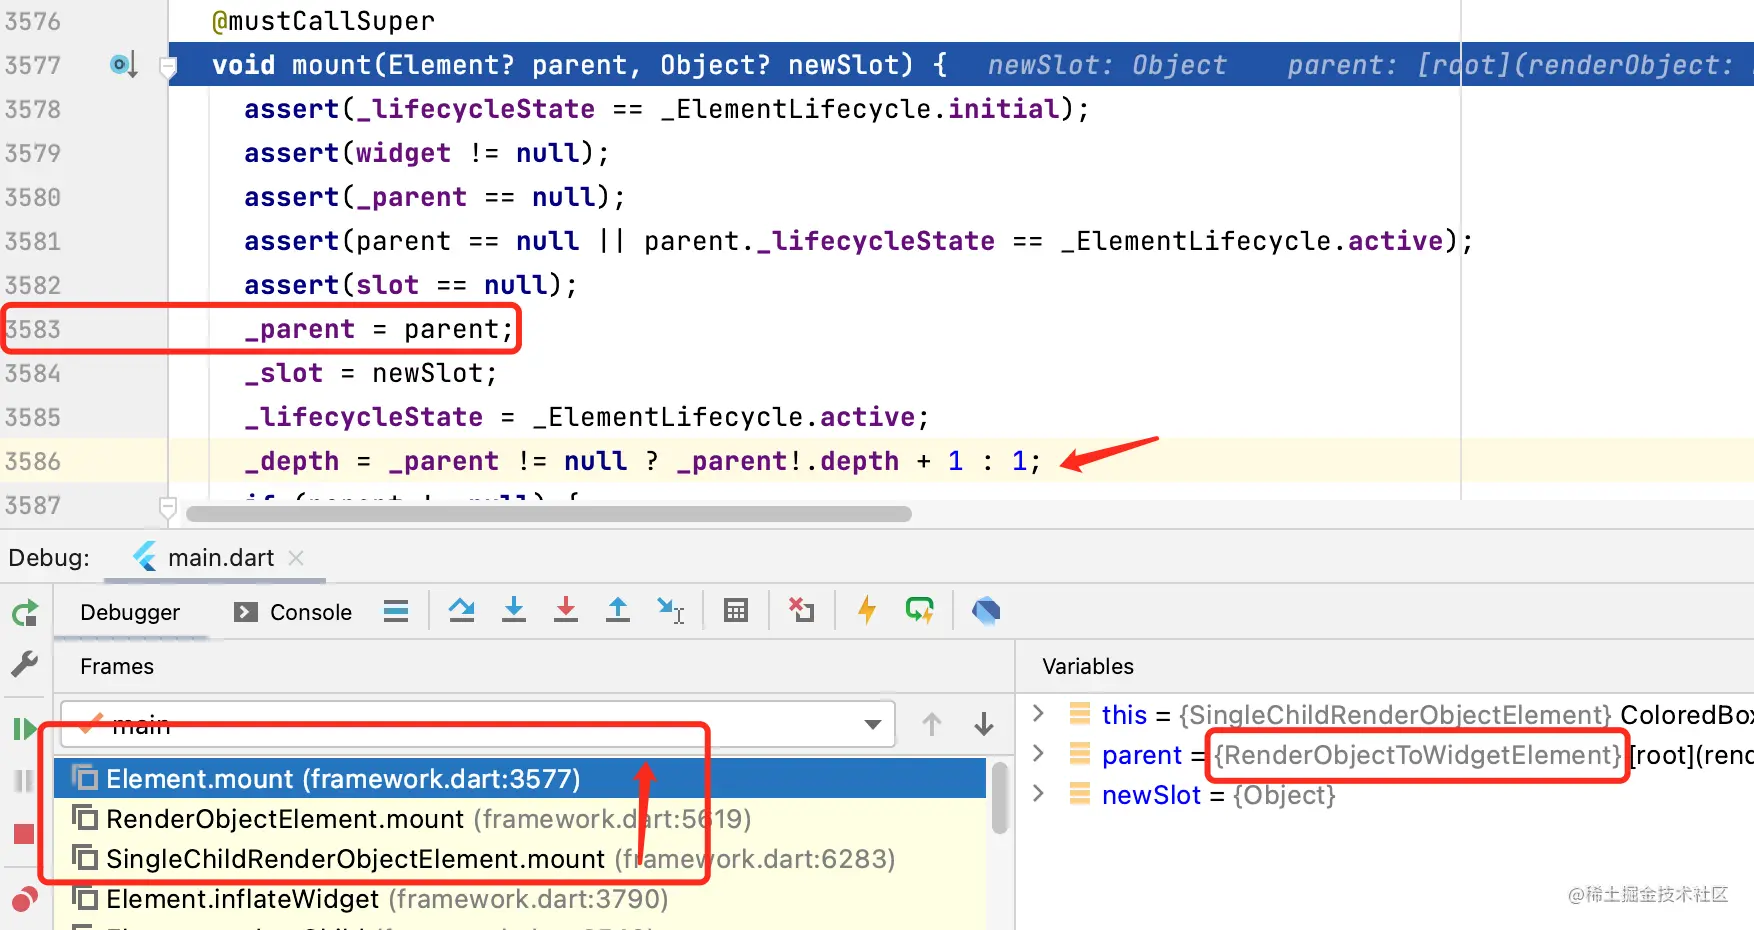 3576 @mustCallSuper
3577 void mount(Element? parent, Object? newSlot) { newSlot: Object parent: [root](renderObject:
3578 assert(_lifecycleState == _ElementLifecycle.initial);
3579 assert(widget != null);
3580 assert(_parent == null);
3581 assert(parent == null || parent._lifecycleState == _ElementLifecycle.active);
3582 assert(slot == null);
3583 _parent = parent;
3584 _slot = newSlot;
3585 _lifecycleState = _ElementLifecycle.active;
3586 _depth = _parent != null ? _parent!.depth + 1 : 1;
3587
Debug: main.dart
Debugger Console
Frames
main
Element.mount (framework.dart:3577)
RenderObjectElement.mount (framework.dart:5619)
SingleChildRenderObjectElement.mount (framework.dart:6283)
Element.inflateWidget (framework.dart:3790)
Variables
this = {SingleChildRenderObjectElement} ColoredBox
parent = {RenderObjectToWidgetElement} [root](rend
newSlot = {Object}
@稀土掘金技术社区